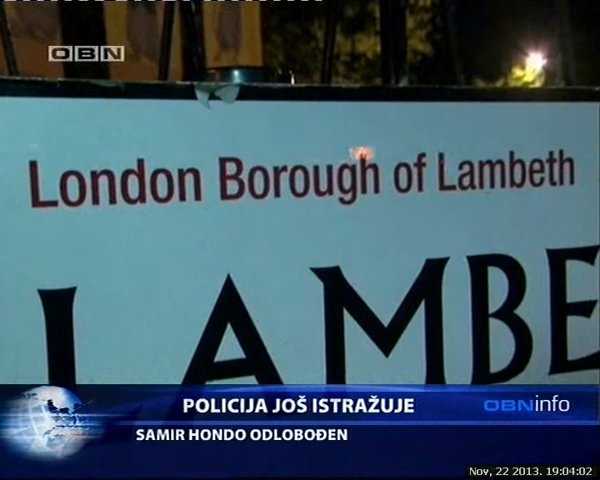 OBN
London Borough of Lambeth
LAMBE
POLICIJA JOŠ ISTRAŽUJE
OBNinfo
SAMIR HONDO ODLOBOĐEN
Nov, 22 2013. 19:04:02